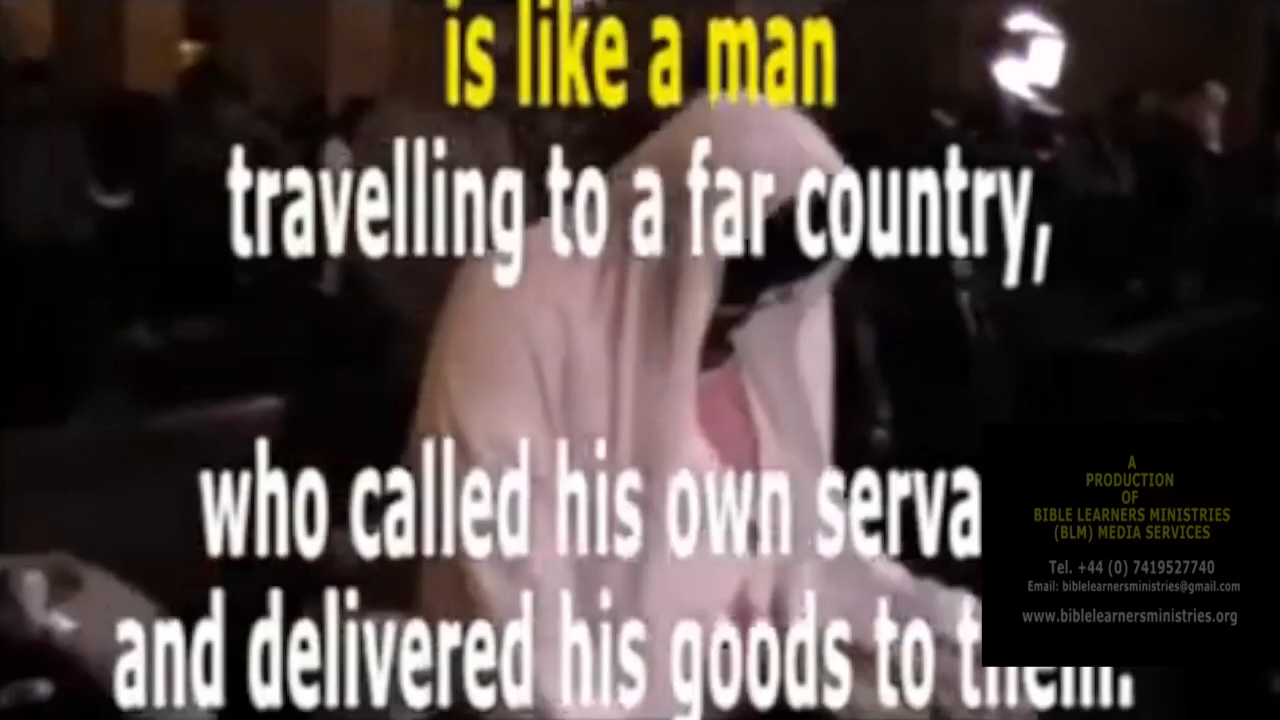 is like a man
travelling to a far country,
who called his own serva
and delivered his goods to them.
A
PRODUCTION
OF
BIBLE LEARNERS MINISTRIES
(BLM) MEDIA SERVICES
Tel. +44 (0) 7419527740
Email: biblelearnersministries@gmail.com
www.biblelearnersministries.org